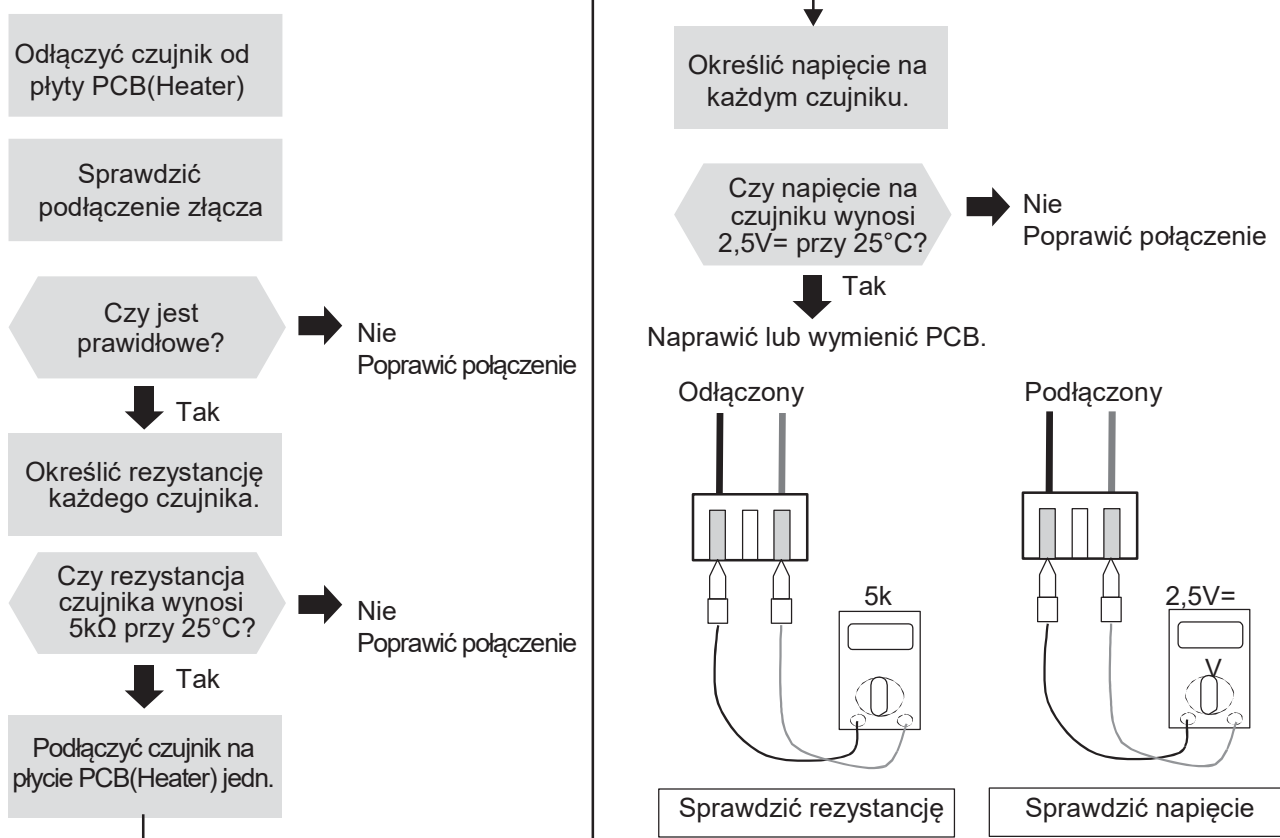 Odłączyć czujnik od
płyty PCB(Heater)
Sprawdzić
podłączenie złącza
Czy jest
prawidłowe?
Nie
Poprawić połączenie
Tak
Określić rezystancję
każdego czujnika.
Czy rezystancja
czujnika wynosi
5kΩ przy 25°C?
Nie
Poprawić połączenie
Tak
Podłączyć czujnik na
płycie PCB(Heater) jedn.
Określić napięcie na
każdym czujniku.
Czy napięcie na
czujniku wynosi
2,5V= przy 25°C?
Nie
Poprawić połączenie
Tak
Naprawić lub wymienić PCB.
Odłączony
5k
Sprawdzić rezystancję
Podłączony
2,5V=
V
Sprawdzić napięcie